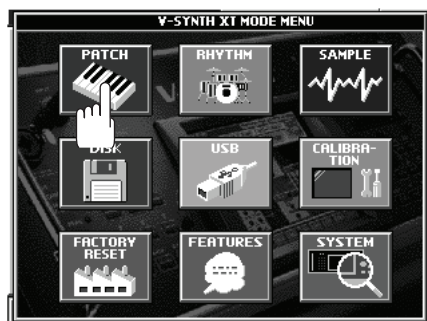 V-SYNTH XT MODE MENU
PATCH
RHYTHM
SAMPLE
DISK
USB
CALIBRA-
TION
FACTORY
RESET
FEATURES
SYSTEM